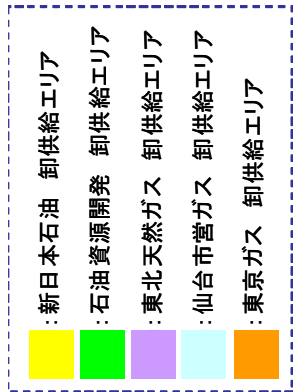 :新日本石油 卸供給エリア
:石油資源開発 卸供給エリア
:東北天然ガス 卸供給エリア
:仙台市営ガス 卸供給エリア
:東京ガス 卸供給エリア